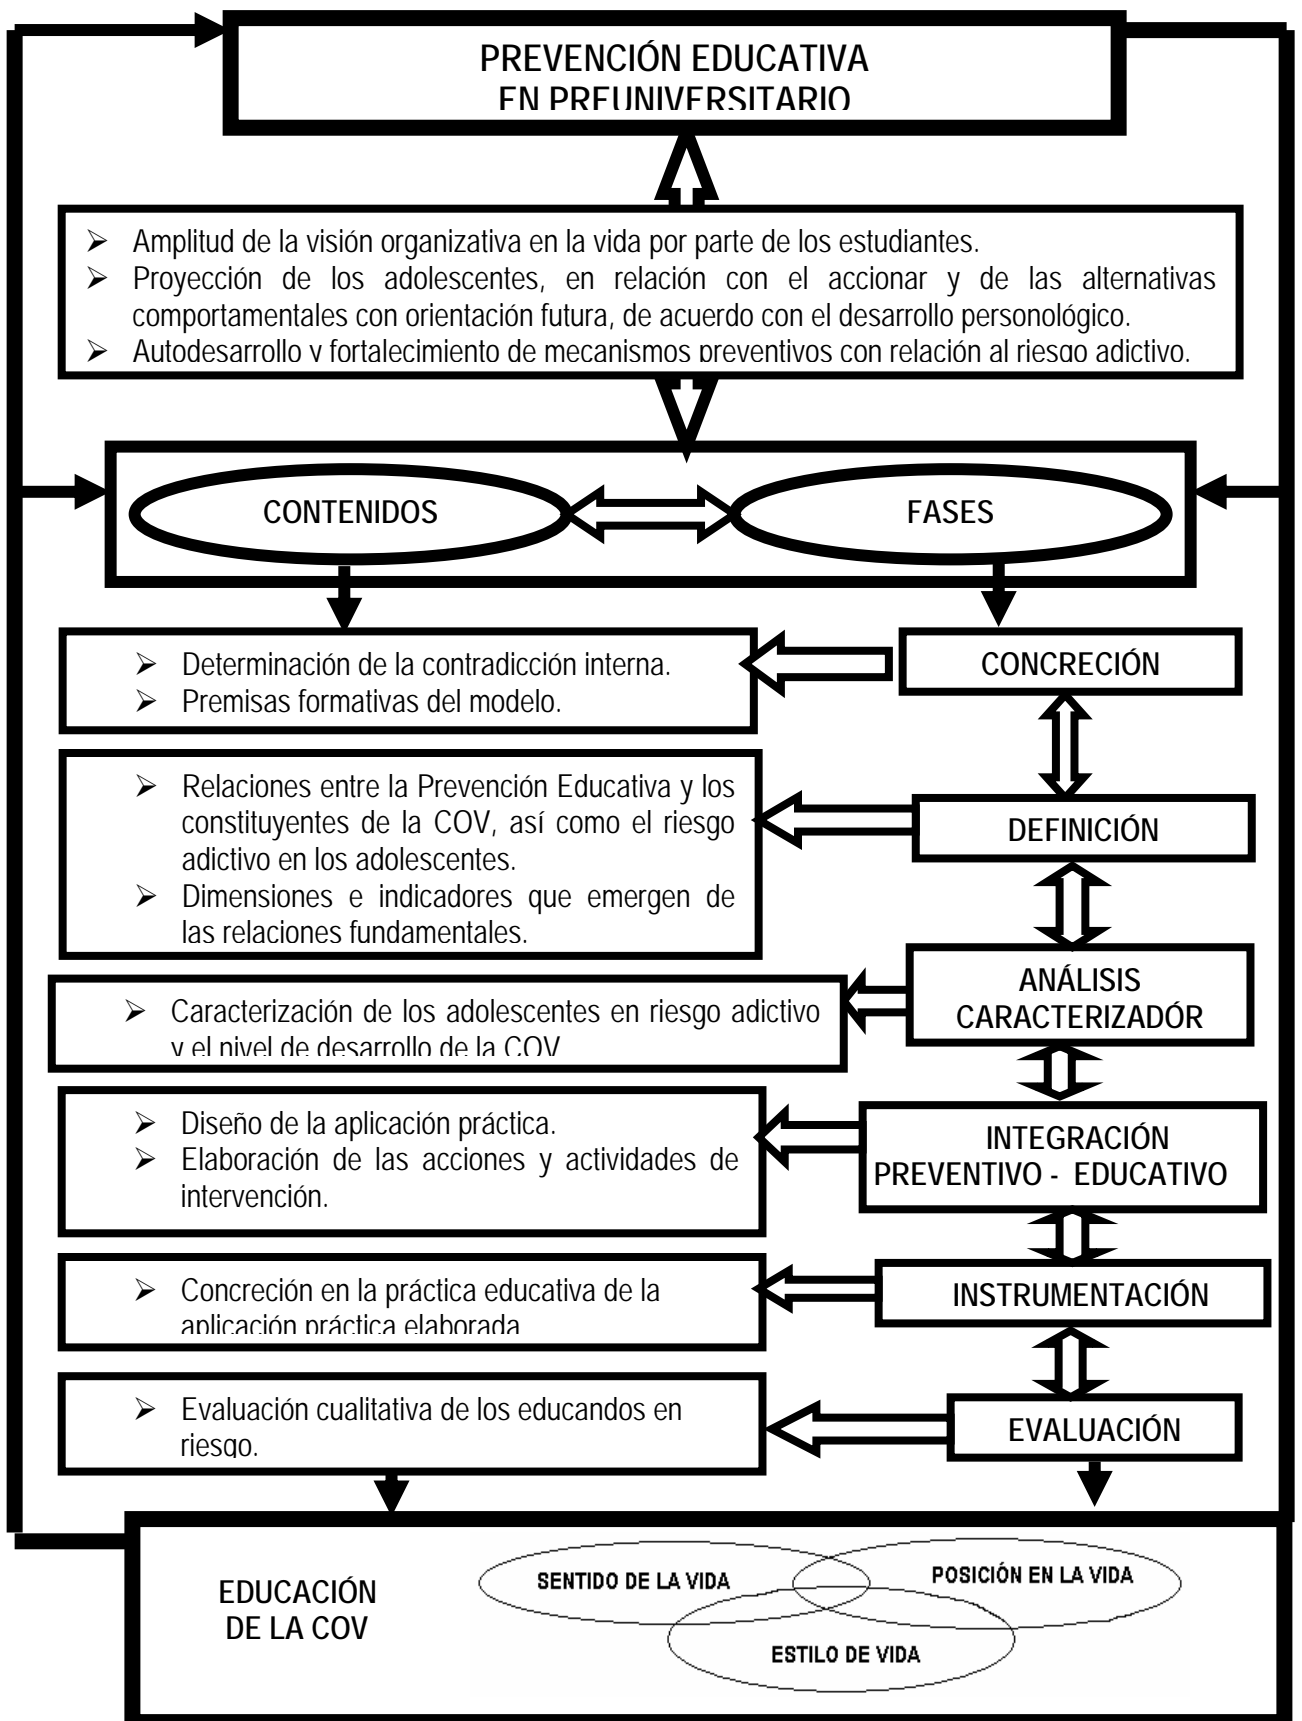 PREVENCIÓN EDUCATIVA
EN PREUNIVERSITARIO
➢ Amplitud de la visión organizativa en la vida por parte de los estudiantes.
➢ Proyección de los adolescentes, en relación con el accionar y de las alternativas
comportamentales con orientación futura, de acuerdo con el desarrollo personológico.
➢ Autodesarrollo y fortalecimiento de mecanismos preventivos con relación al riesgo adictivo.
CONTENIDOS
FASES
➢ Determinación de la contradicción interna.
➢ Premisas formativas del modelo.
CONCRECIÓN
➢ Relaciones entre la Prevención Educativa y los
constituyentes de la COV, así como el riesgo
adictivo en los adolescentes.
➢ Dimensiones e indicadores que emergen de
las relaciones fundamentales.
DEFINICIÓN
➢ Caracterización de los adolescentes en riesgo adictivo
y el nivel de desarrollo de la COV
ANÁLISIS
CARACTERIZADÓR
➢ Diseño de la aplicación práctica.
➢ Elaboración de las acciones y actividades de
intervención.
INTEGRACIÓN
PREVENTIVO - EDUCATIVO
➢ Concreción en la práctica educativa de la
aplicación práctica elaborada
INSTRUMENTACIÓN
➢ Evaluación cualitativa de los educandos en
riesgo.
EVALUACIÓN
EDUCACIÓN
DE LA COV
SENTIDO DE LA VIDA
POSICIÓN EN LA VIDA
ESTILO DE VIDA